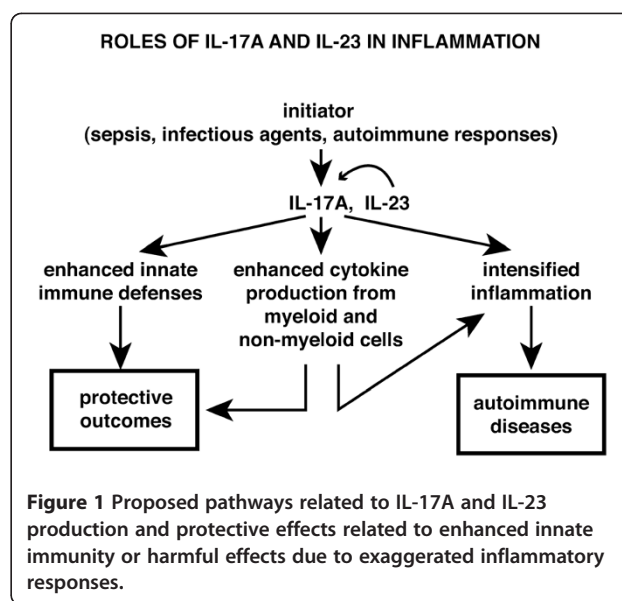 ROLES OF IL-17A AND IL-23 IN INFLAMMATION
initiator
(sepsis, infectious agents, autoimmune responses)
IL-17A, IL-23
enhanced innate
immune defenses
enhanced cytokine
production from
myeloid and
non-myeloid cells
intensified
inflammation
protective
outcomes
autoimmune
diseases
Figure 1 Proposed pathways related to IL-17A and IL-23
production and protective effects related to enhanced innate
immunity or harmful effects due to exaggerated inflammatory
responses.